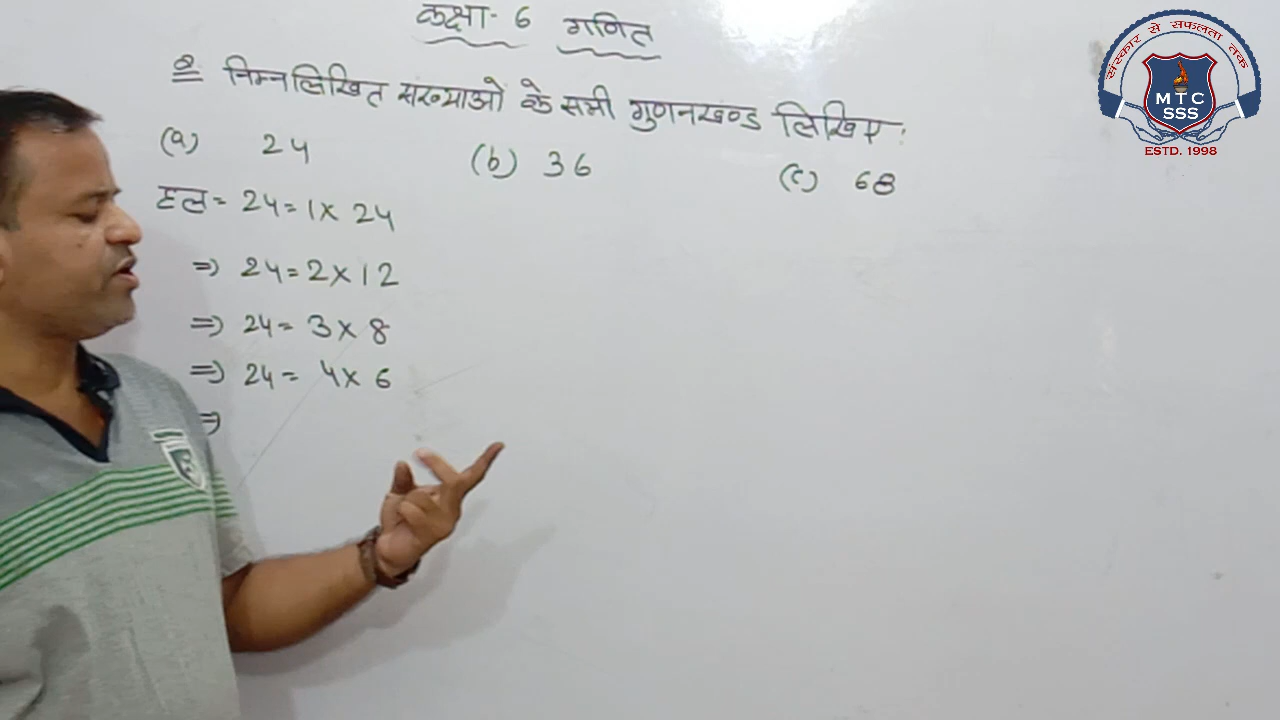 कक्षा- 6 गणित
संस्कार से सफलता तक
MTC
SSS
ESTD. 1998
Q. निम्नलिखित संख्याओं के सभी गुणनखण्ड लिखिए:
(a) 24 (b) 36 (c) 68
हल = 24 = 1 × 24
⇒ 24 = 2 × 12
⇒ 24 = 3 × 8
⇒ 24 = 4 × 6
⇒